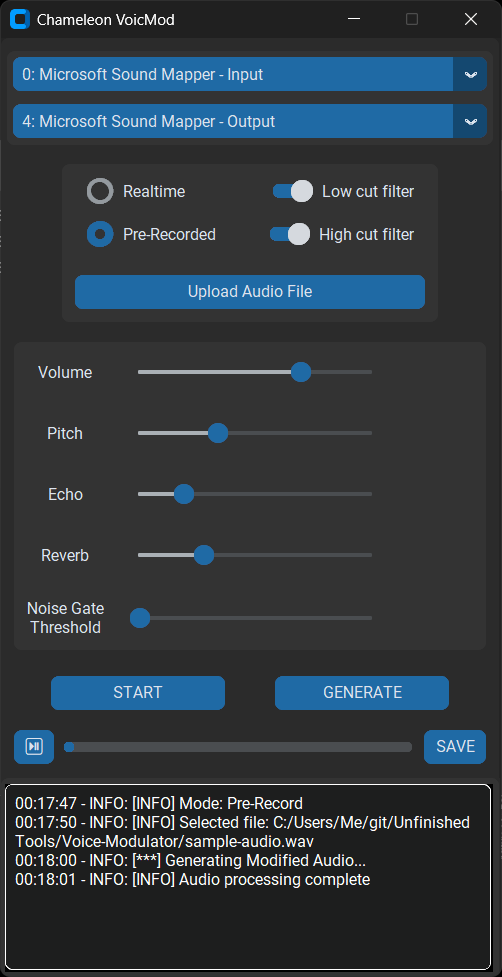 Chameleon VoicMod
0: Microsoft Sound Mapper - Input
4: Microsoft Sound Mapper - Output
Realtime
Low cut filter
Pre-Recorded
High cut filter
Upload Audio File
Volume
Pitch
Echo
Reverb
Noise Gate
Threshold
START
GENERATE
SAVE
00:17:47 - INFO: [INFO] Mode: Pre-Record
00:17:50 - INFO: [INFO] Selected file: C:/Users/Me/git/Unfinished
Tools/Voice-Modulator/sample-audio.wav
00:18:00 - INFO: [***] Generating Modified Audio...
00:18:01 - INFO: [INFO] Audio processing complete